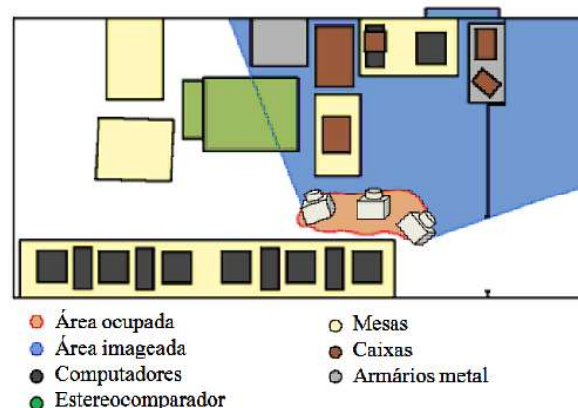 Área ocupada
Área imageada
Computadores
Estereocomparador
Mesas
Caixas
Armários metal